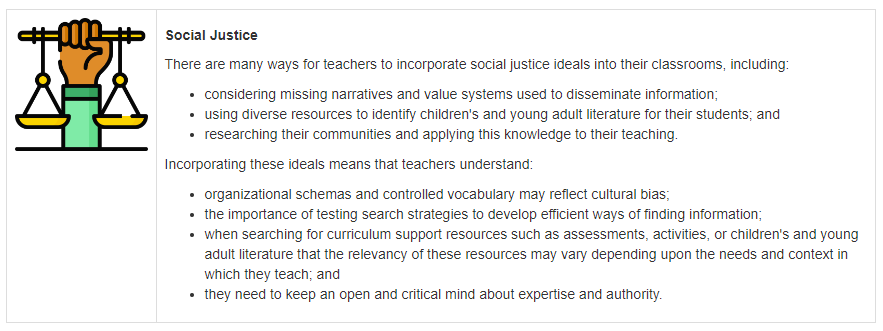 Social Justice
There are many ways for teachers to incorporate social justice ideals into their classrooms, including:
• considering missing narratives and value systems used to disseminate information;
• using diverse resources to identify children's and young adult literature for their students; and
• researching their communities and applying this knowledge to their teaching.
Incorporating these ideals means that teachers understand:
• organizational schemas and controlled vocabulary may reflect cultural bias;
• the importance of testing search strategies to develop efficient ways of finding information;
• when searching for curriculum support resources such as assessments, activities, or children's and young
adult literature that the relevancy of these resources may vary depending upon the needs and context in
which they teach; and
• they need to keep an open and critical mind about expertise and authority.